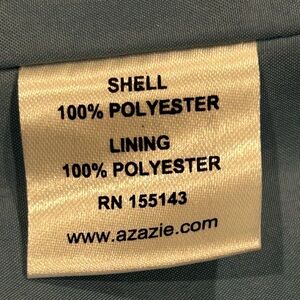 SHELL
100% POLYESTER
LINING
100% POLYESTER
RN 155143
www.azazie.com